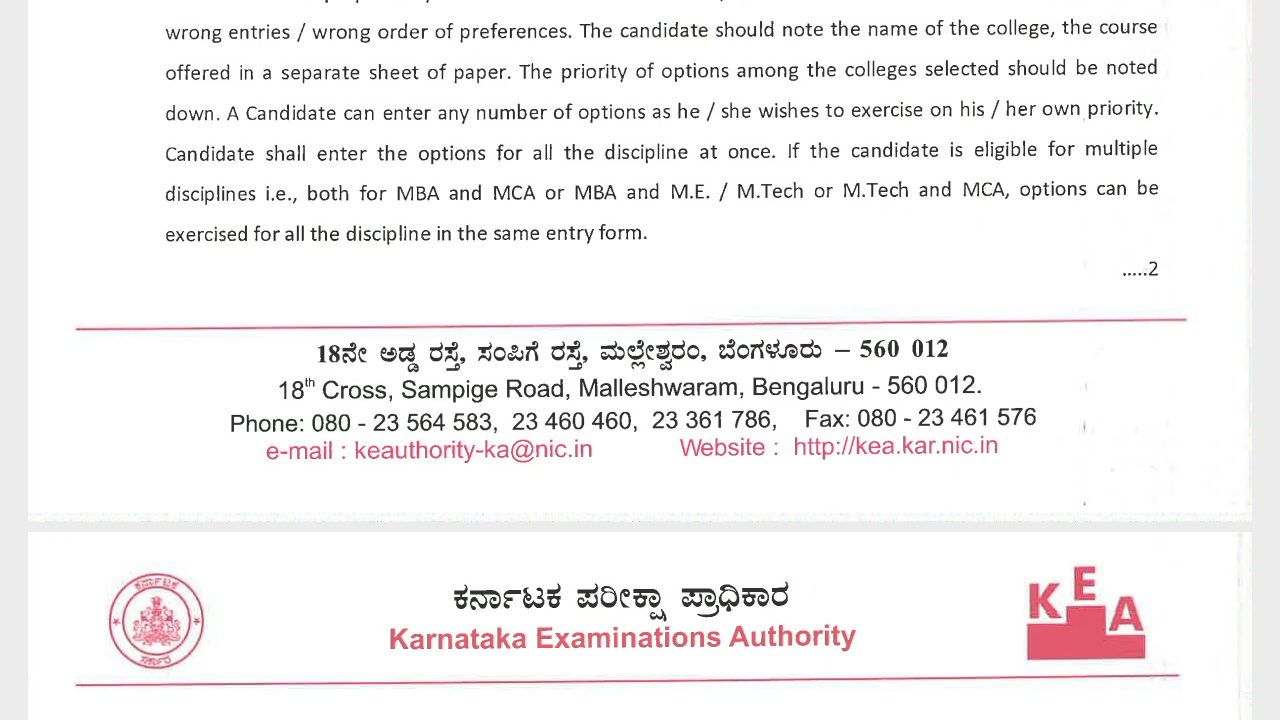 wrong entries / wrong order of preferences. The candidate should note the name of the college, the course
offered in a separate sheet of paper. The priority of options among the colleges selected should be noted
down. A Candidate can enter any number of options as he / she wishes to exercise on his / her own priority.
Candidate shall enter the options for all the discipline at once. If the candidate is eligible for multiple
disciplines i.e., both for MBA and MCA or MBA and M.E. / M.Tech or M.Tech and MCA, options can be
exercised for all the discipline in the same entry form.
.....2
18ನೇ ಅಡ್ಡ ರಸ್ತೆ, ಸಂಪಿಗೆ ರಸ್ತೆ, ಮಲ್ಲೇಶ್ವರಂ, ಬೆಂಗಳೂರು – 560 012
18th Cross, Sampige Road, Malleshwaram, Bengaluru - 560 012.
Phone: 080 - 23 564 583, 23 460 460, 23 361 786, Fax: 080 - 23 461 576
e-mail : keauthority-ka@nic.in Website : http://kea.kar.nic.in
ಕರ್ನಾಟಕ
ಸರ್ಕಾರ
ಕರ್ನಾಟಕ ಪರೀಕ್ಷಾ ಪ್ರಾಧಿಕಾರ
Karnataka Examinations Authority
KEA